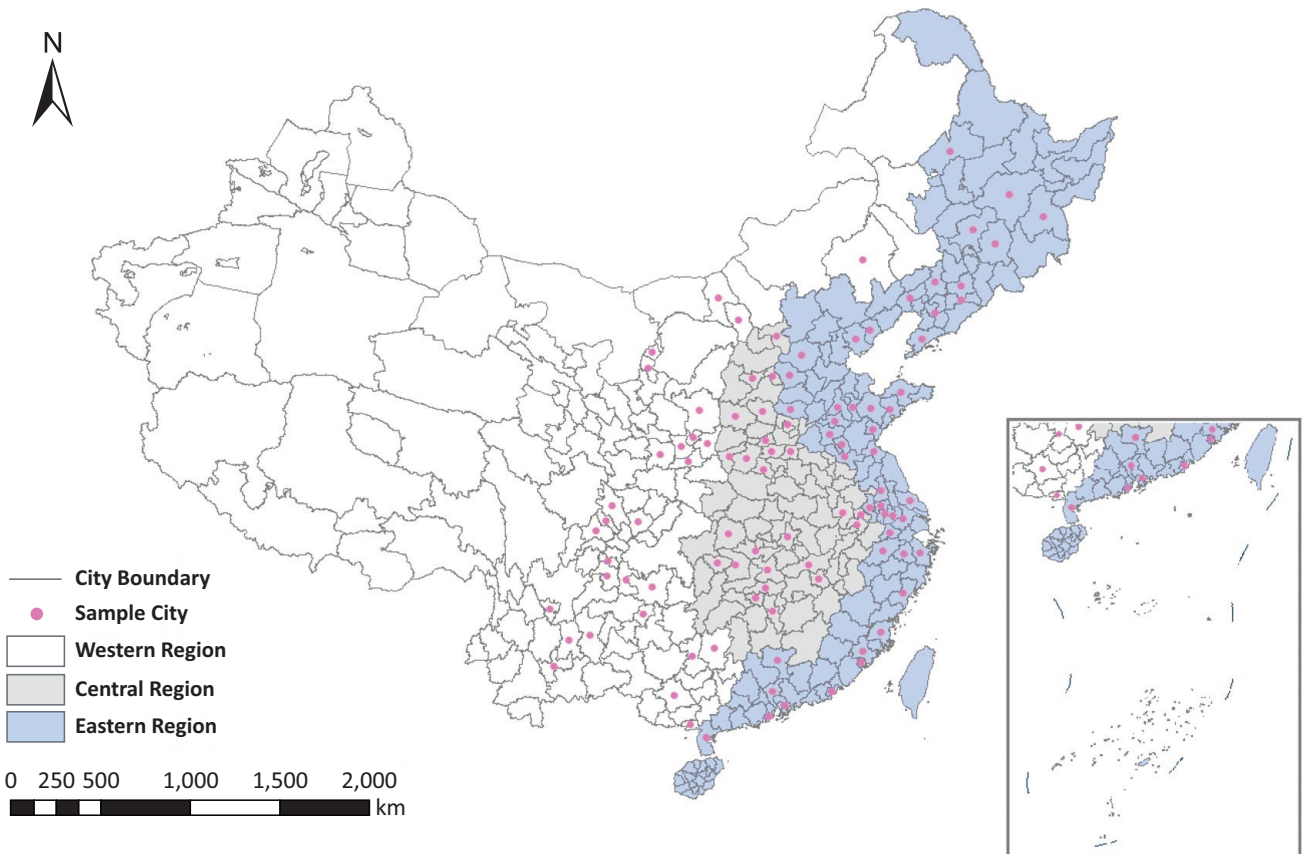 N
City Boundary
Sample City
Western Region
Central Region
Eastern Region
0 250 500 1,000 1,500 2,000
km